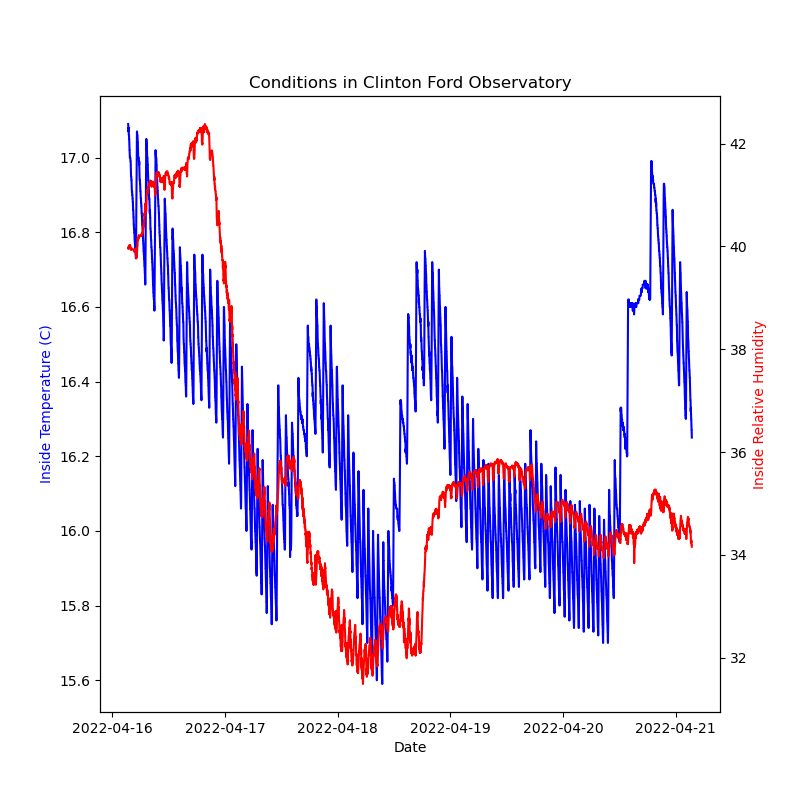 Conditions in Clinton Ford Observatory
Inside Temperature (C)
17.0
16.8
16.6
16.4
16.2
16.0
15.8
15.6
42
40
38
36
34
32
Inside Relative Humidity
2022-04-16 2022-04-17 2022-04-18 2022-04-19 2022-04-20 2022-04-21
Date